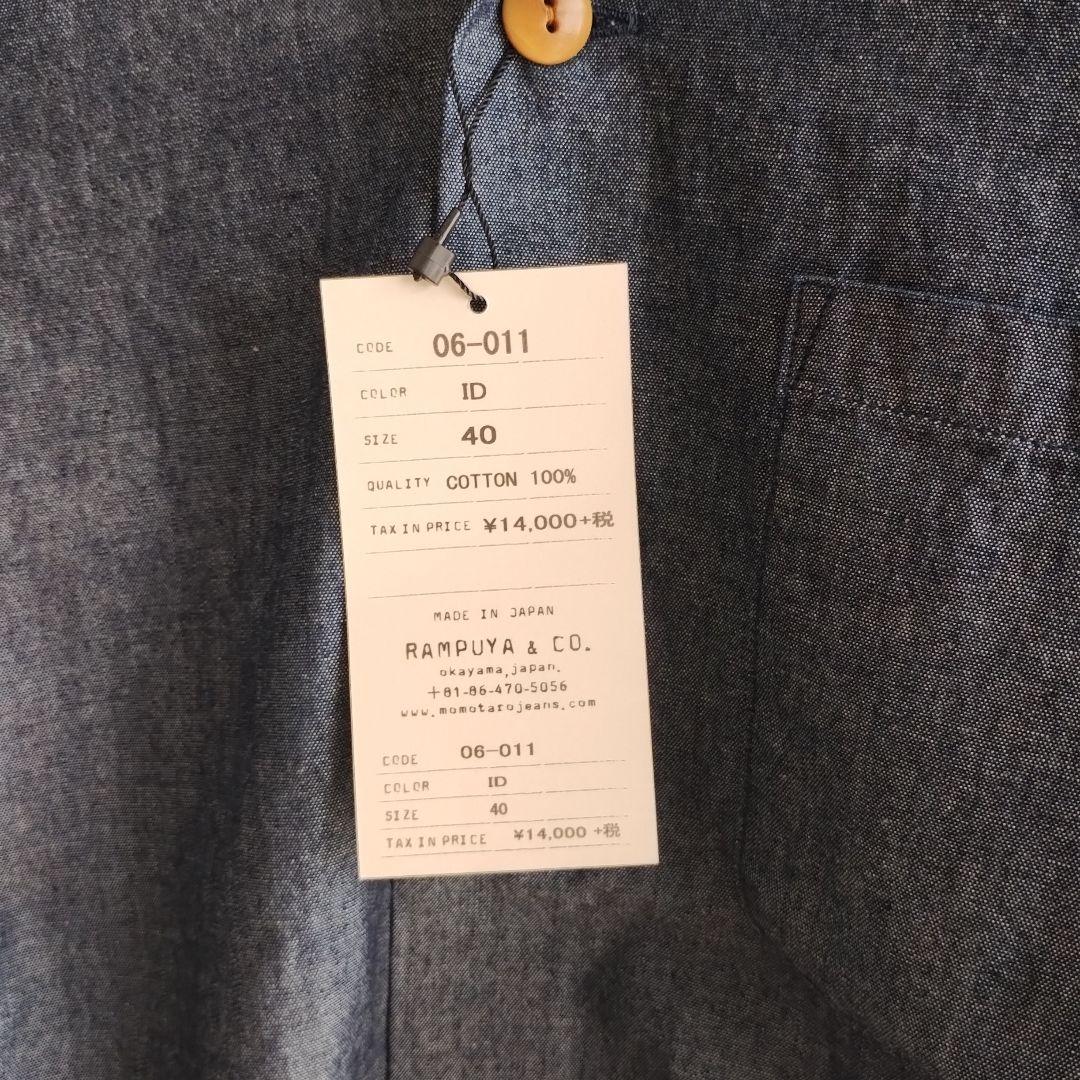 CODE 06-011
COLOR ID
SIZE 40
QUALITY COTTON 100%
TAX IN PRICE ¥14,000+税
MADE IN JAPAN
RAMPUYA & CO.
okayama,japan.
+81-86-470-5056
www.momotarojeans.com
CODE 06-011
COLOR ID
SIZE 40
TAX IN PRICE ¥14,000 +税